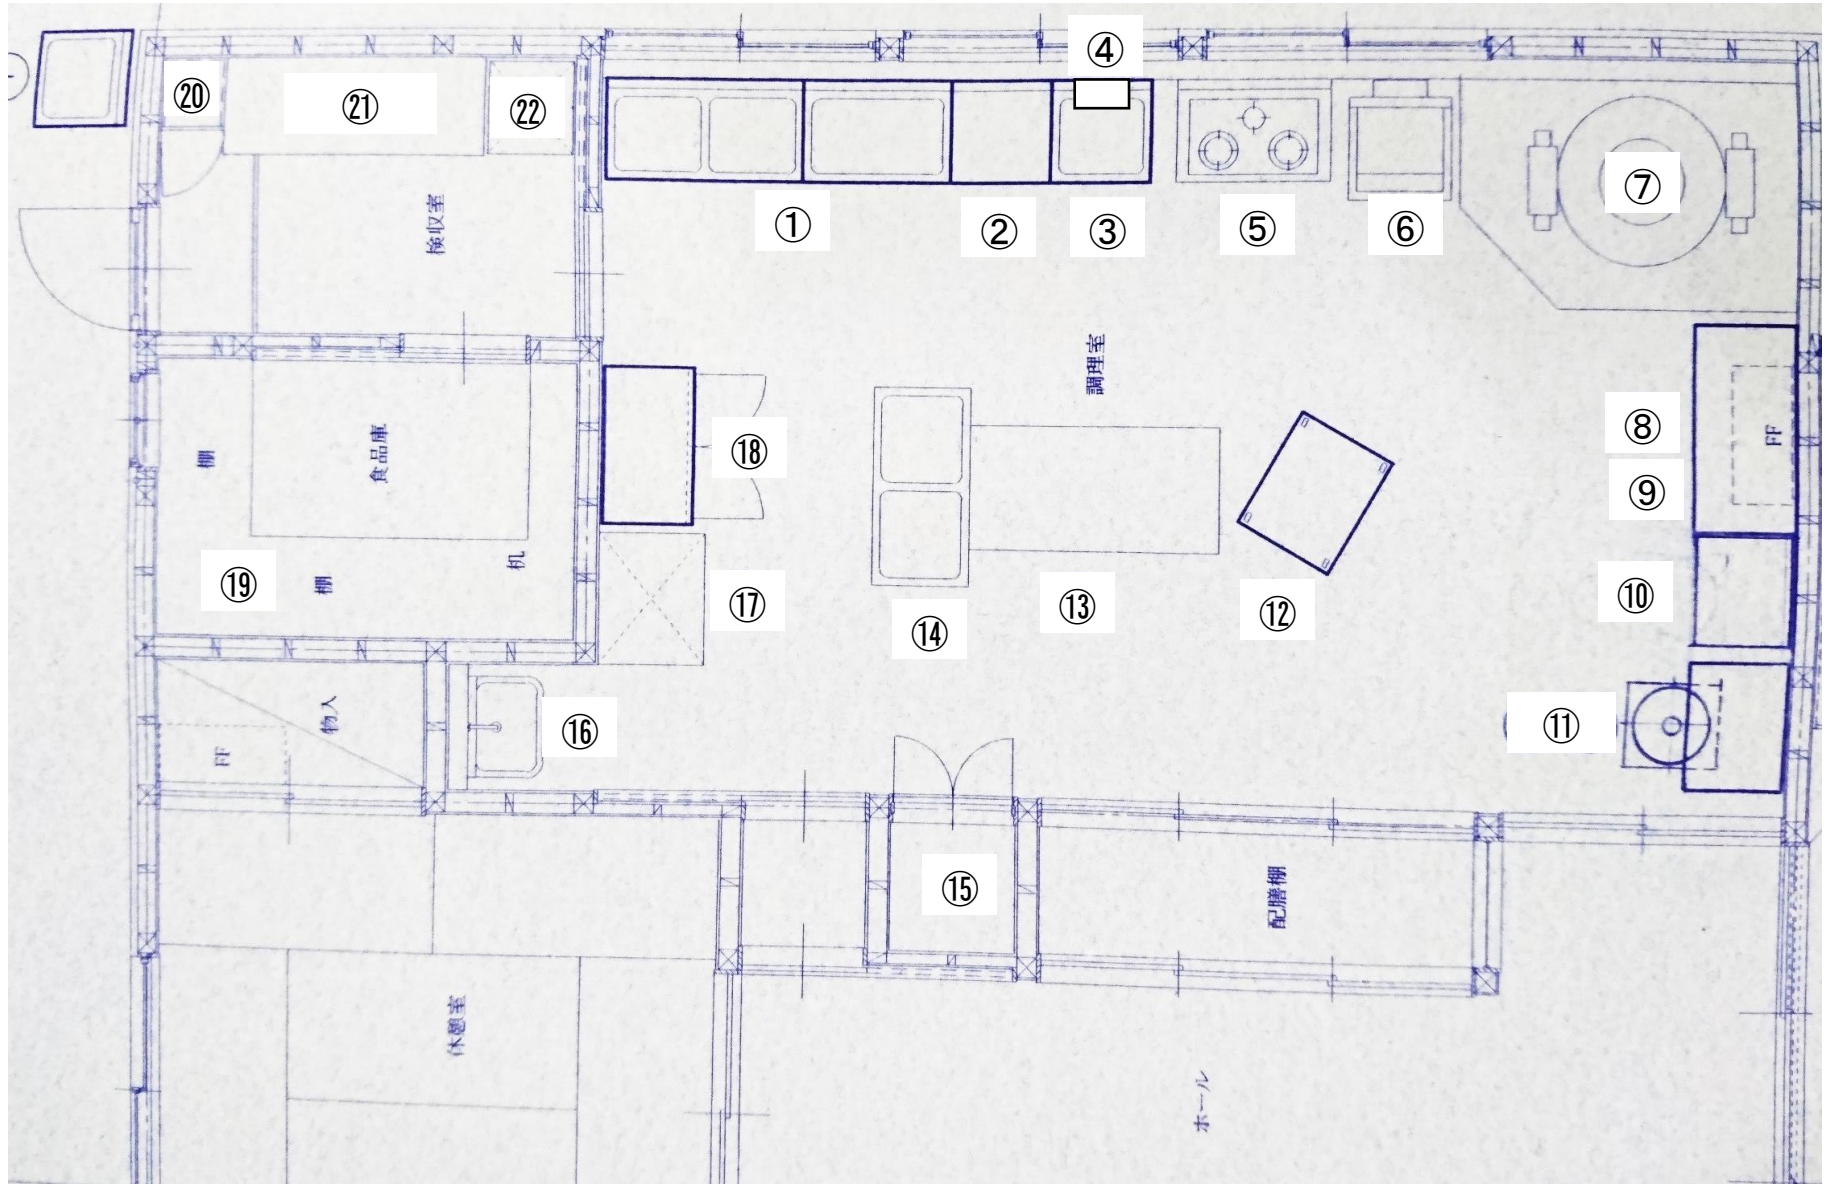 ④
⑳
㉑
㉒
⑦
検収室
①
②
③
⑤
⑥
調理室
⑧
FF
棚
食品庫
⑱
⑨
机
⑲
棚
⑰
⑭
⑬
⑫
⑩
物入
FF
⑯
⑪
⑮
配膳棚
休憩室
ホール